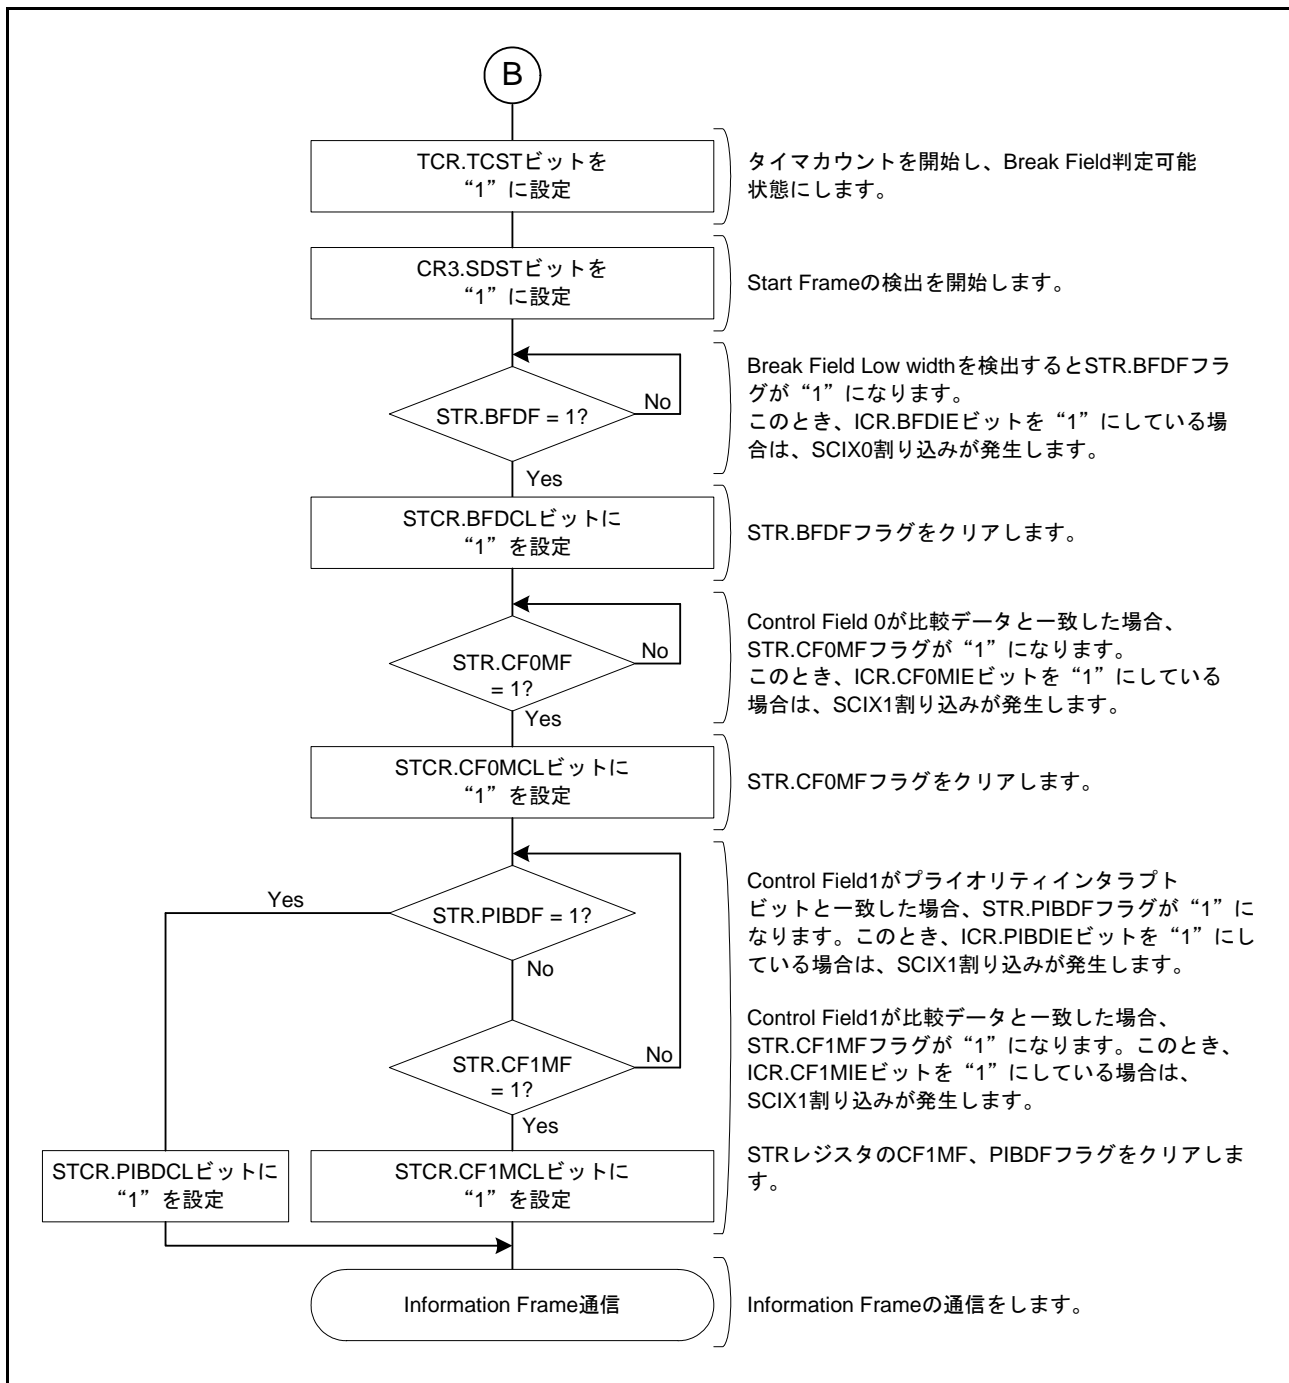 B
TCR.TCSTビットを
“1”に設定
タイマカウントを開始し、Break Field判定可能
状態にします。
CR3.SDSTビットを
“1”に設定
Start Frameの検出を開始します。
STR.BFDF = 1?
No
Yes
Break Field Low widthを検出するとSTR.BFDFフラ
グが“1”になります。
このとき、ICR.BFDIEビットを“1”にしている場
合は、SCIX0割り込みが発生します。
STCR.BFDCLビットに
“1”を設定
STR.BFDFフラグをクリアします。
STR.CF0MF
= 1?
No
Yes
Control Field 0が比較データと一致した場合、
STR.CF0MFフラグが“1”になります。
このとき、ICR.CF0MIEビットを“1”にしている
場合は、SCIX1割り込みが発生します。
STCR.CF0MCLビットに
“1”を設定
STR.CF0MFフラグをクリアします。
Yes
STR.PIBDF = 1?
No
Control Field1がプライオリティインタラプト
ビットと一致した場合、STR.PIBDFフラグが“1”に
なります。このとき、ICR.PIBDIEビットを“1”にし
ている場合は、SCIX1割り込みが発生します。
STR.CF1MF
= 1?
No
Yes
Control Field1が比較データと一致した場合、
STR.CF1MFフラグが“1”になります。このとき、
ICR.CF1MIEビットを“1”にしている場合は、
SCIX1割り込みが発生します。
STCR.PIBDCLビットに
“1”を設定
STCR.CF1MCLビットに
“1”を設定
STRレジスタのCF1MF、PIBDFフラグをクリアしま
す。
Information Frame通信
Information Frameの通信をします。